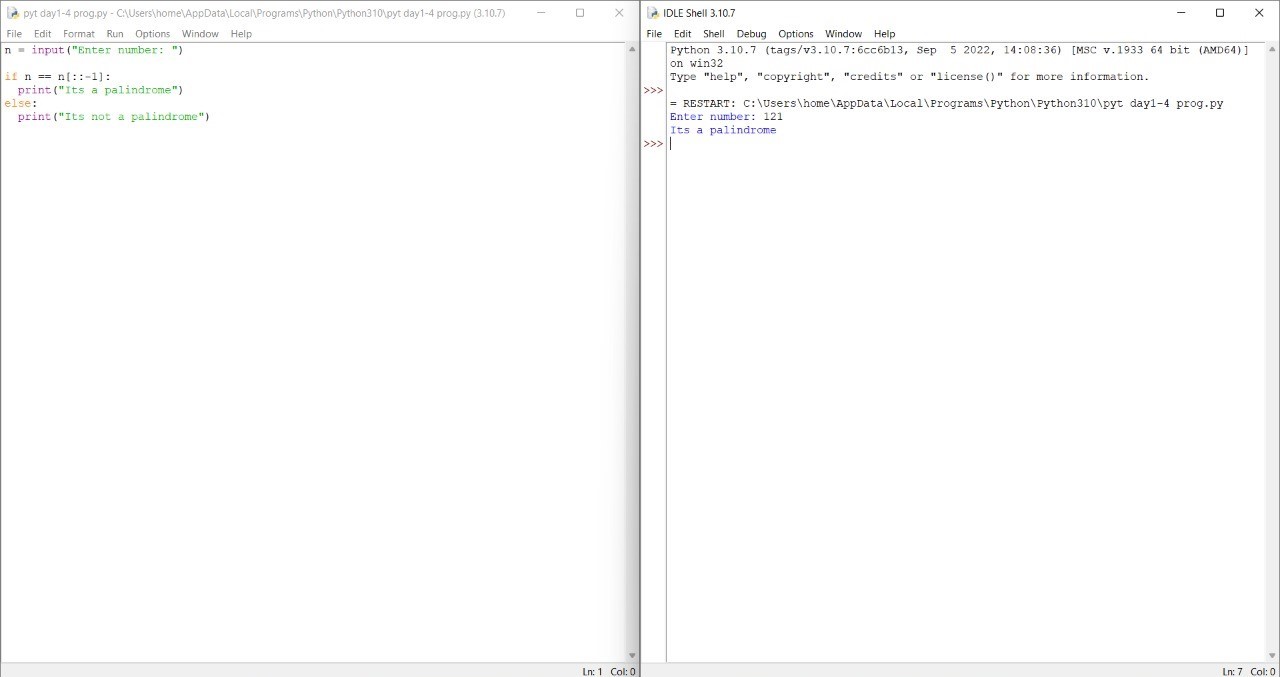 pyt day1-4 prog.py - C:\Users\home\AppData\Local\Programs\Python\Python310\pyt day1-4 prog.py (3.10.7)
File Edit Format Run Options Window Help
n = input("Enter number: ")
if n == n[::-1]:
  print("Its a palindrome")
else:
  print("Its not a palindrome")
Ln: 1 Col: 0
IDLE Shell 3.10.7
File Edit Shell Debug Options Window Help
Python 3.10.7 (tags/v3.10.7:6cc6b13, Sep  5 2022, 14:08:36) [MSC v.1933 64 bit (AMD64)]
on win32
Type "help", "copyright", "credits" or "license()" for more information.
>>>
= RESTART: C:\Users\home\AppData\Local\Programs\Python\Python310\pyt day1-4 prog.py
Enter number: 121
Its a palindrome
>>>
Ln: 7 Col: 0